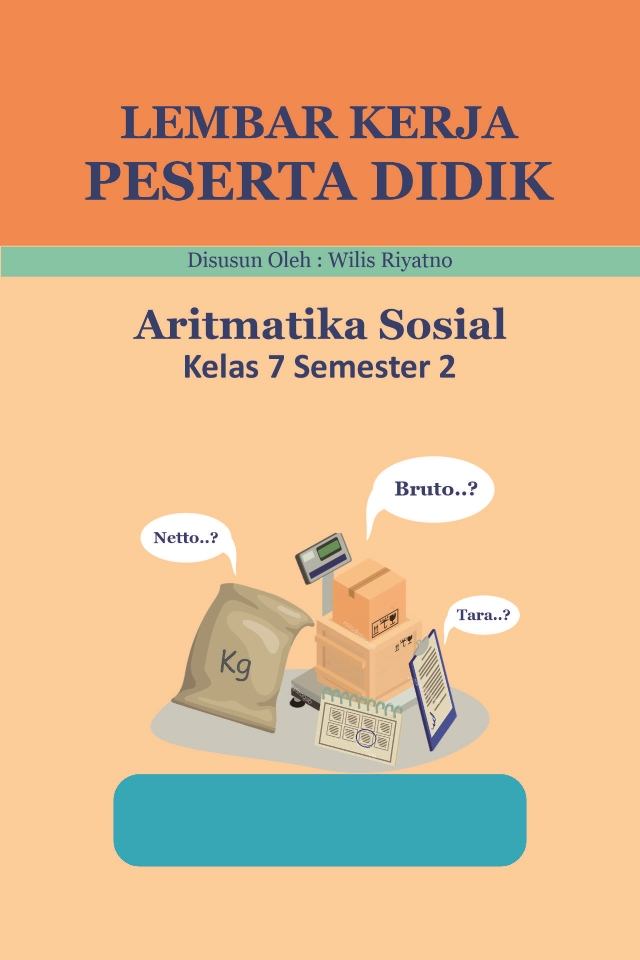 LEMBAR KERJA
PESERTA DIDIK
Disusun Oleh : Wilis Riyatno
Aritmatika Sosial
Kelas 7 Semester 2
Bruto..?
Netto..?
Tara..?
Kg